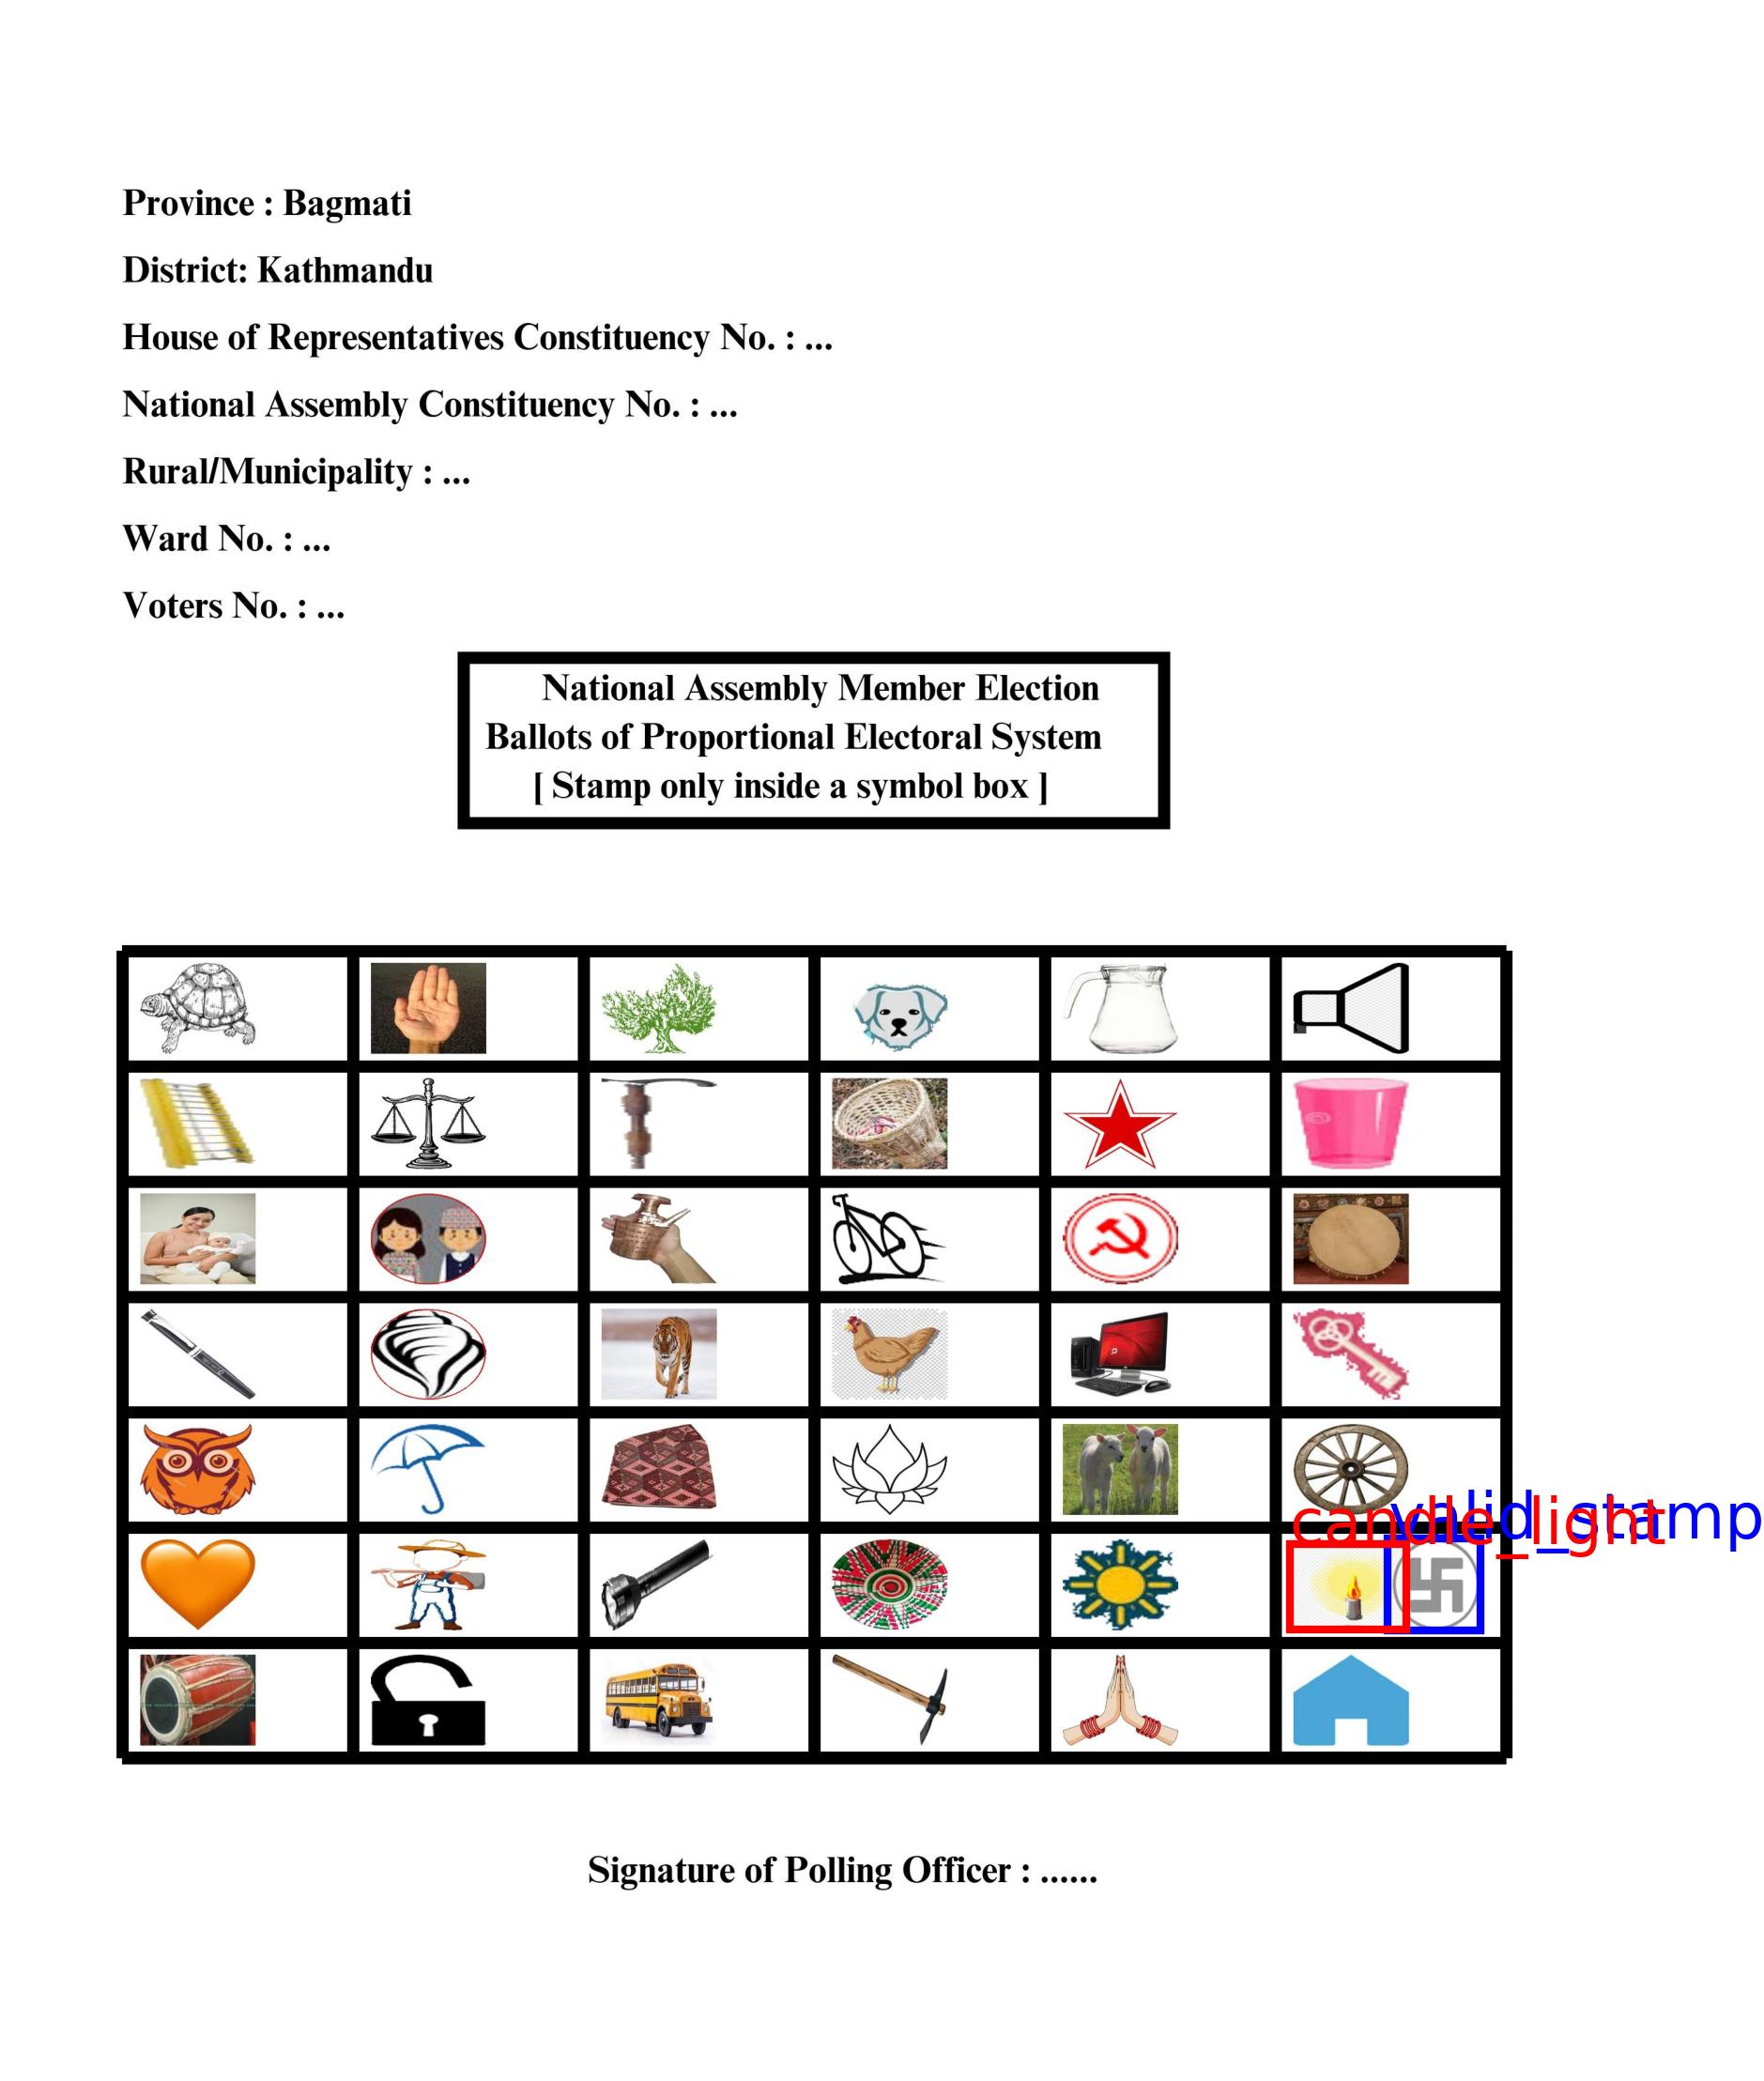 Province : Bagmati
District: Kathmandu
House of Representatives Constituency No. : ...
National Assembly Constituency No. : ...
Rural/Municipality : ...
Ward No. : ...
Voters No. : ...
National Assembly Member Election
Ballots of Proportional Electoral System
[ Stamp only inside a symbol box ]
candle_light
valid_stamp
Signature of Polling Officer : ......